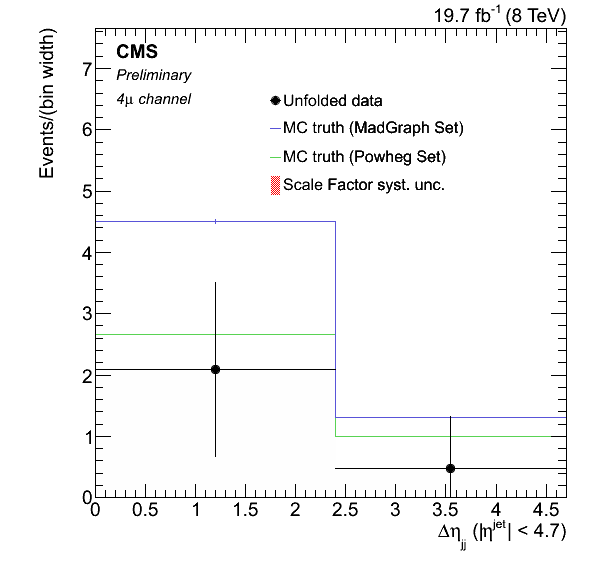 19.7 fb⁻¹ (8 TeV)
Events/(bin width)
CMS
Preliminary
4μ channel
Unfolded data
MC truth (MadGraph Set)
MC truth (Powheg Set)
Scale Factor syst. unc.
7
6
5
4
3
2
1
0
0 0.5 1 1.5 2 2.5 3 3.5 4 4.5
Δη_jj (|η^jet| < 4.7)